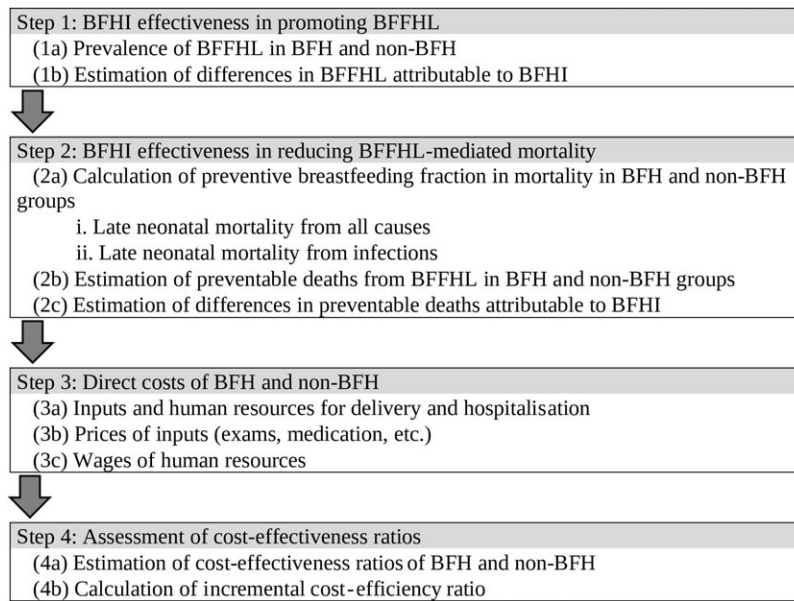 Step 1: BFHI effectiveness in promoting BFFHL
(1a) Prevalence of BFFHL in BFH and non-BFH
(1b) Estimation of differences in BFFHL attributable to BFHI
Step 2: BFHI effectiveness in reducing BFFHL-mediated mortality
(2a) Calculation of preventive breastfeeding fraction in mortality in BFH and non-BFH
groups
i. Late neonatal mortality from all causes
ii. Late neonatal mortality from infections
(2b) Estimation of preventable deaths from BFFHL in BFH and non-BFH groups
(2c) Estimation of differences in preventable deaths attributable to BFHI
Step 3: Direct costs of BFH and non-BFH
(3a) Inputs and human resources for delivery and hospitalisation
(3b) Prices of inputs (exams, medication, etc.)
(3c) Wages of human resources
Step 4: Assessment of cost-effectiveness ratios
(4a) Estimation of cost-effectiveness ratios of BFH and non-BFH
(4b) Calculation of incremental cost-efficiency ratio